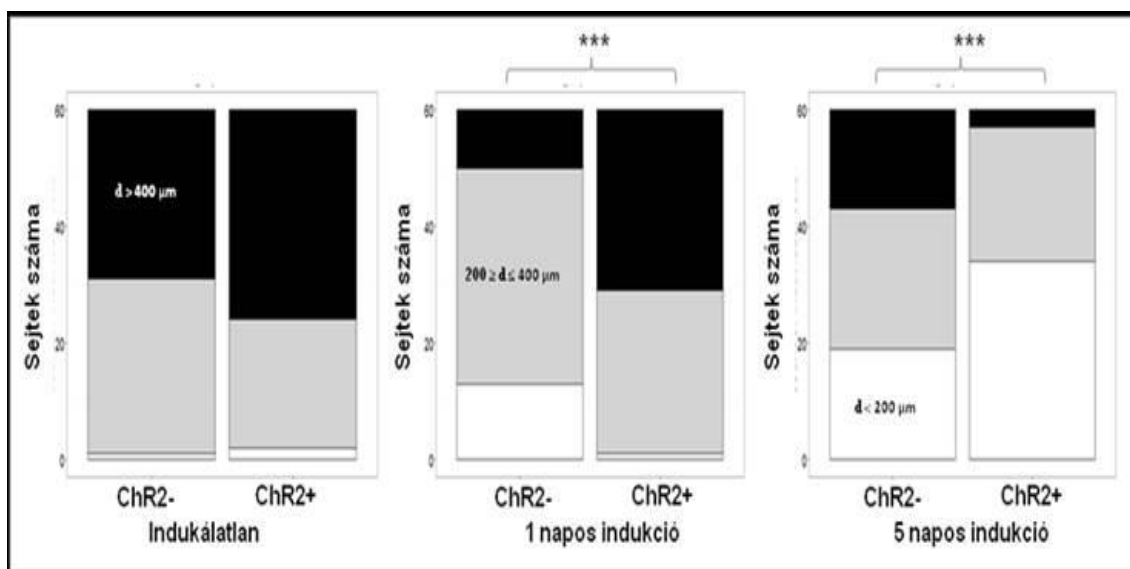 ***
***
60
40
20
0
Sejtek száma
d > 400 µm
ChR2-
ChR2+
Indukálatlan
60
40
20
0
Sejtek száma
200 ≥ d ≤ 400 µm
ChR2-
ChR2+
1 napos indukció
60
40
20
0
Sejtek száma
d < 200 µm
ChR2-
ChR2+
5 napos indukció